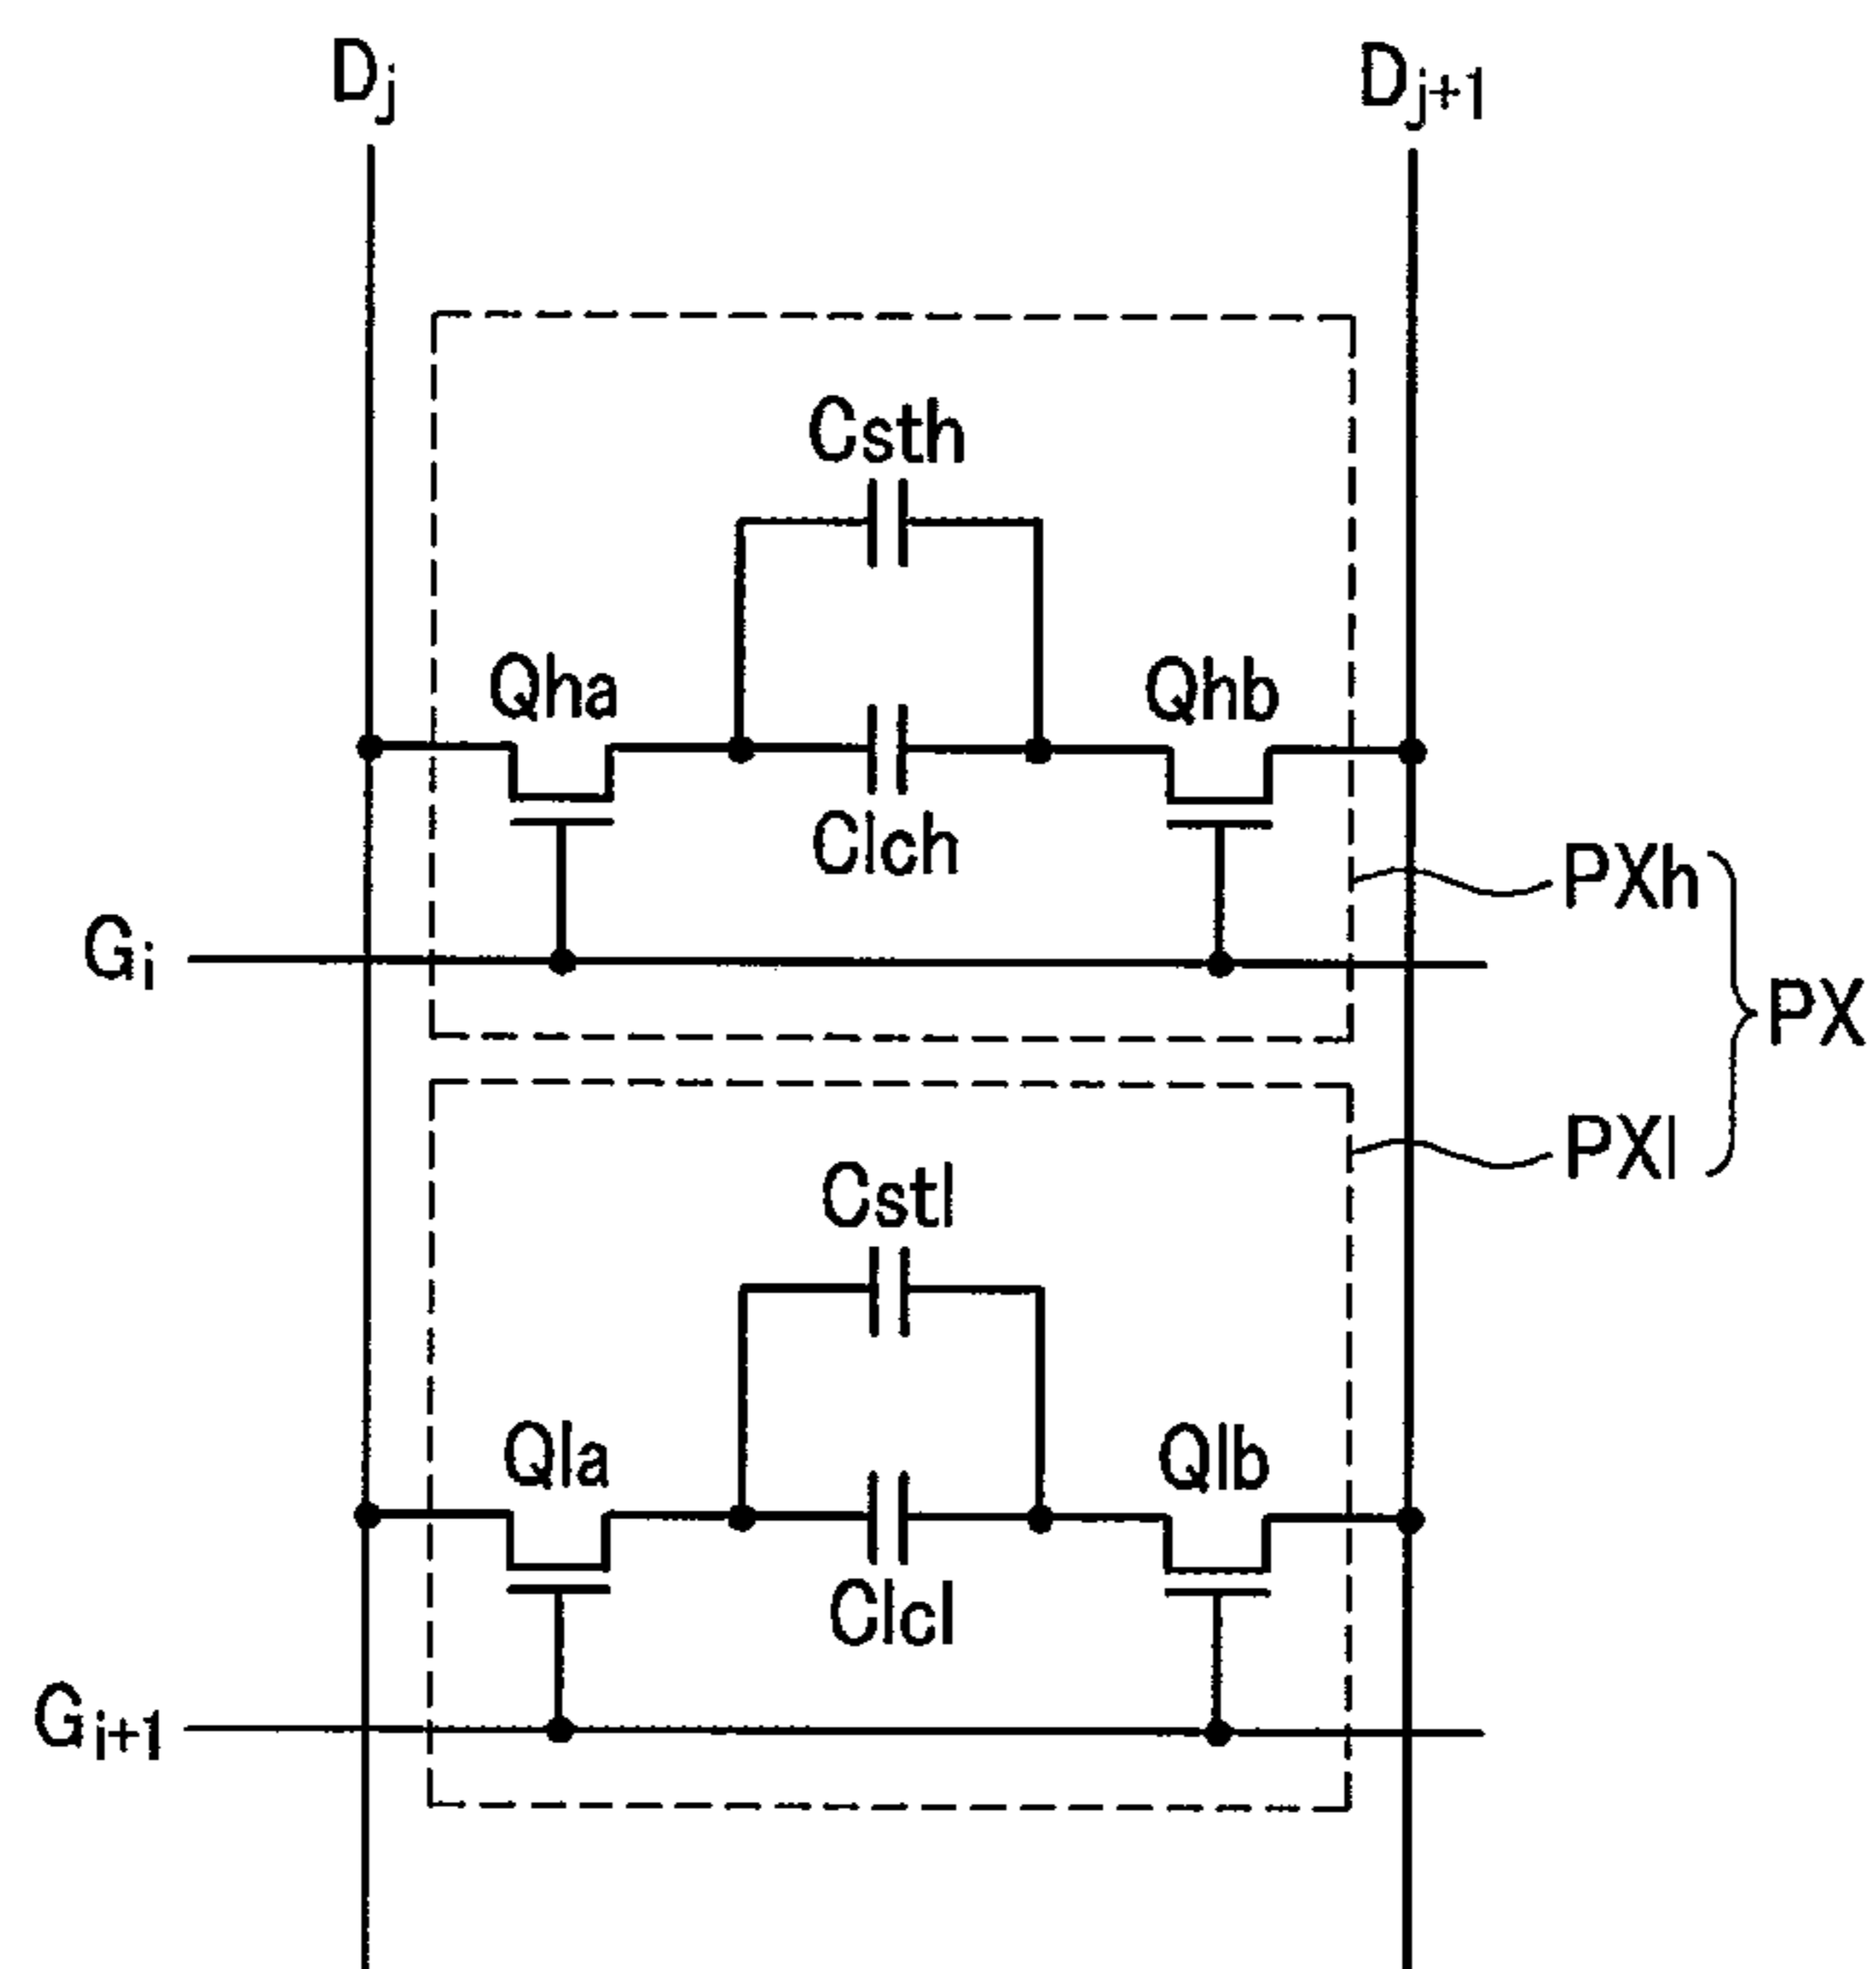 Dj
Dj+1
Csth
Qha
Qhb
Clch
PXh
Gi
PX
PXl
Cstl
Qla
Qlb
Clcl
Gi+1